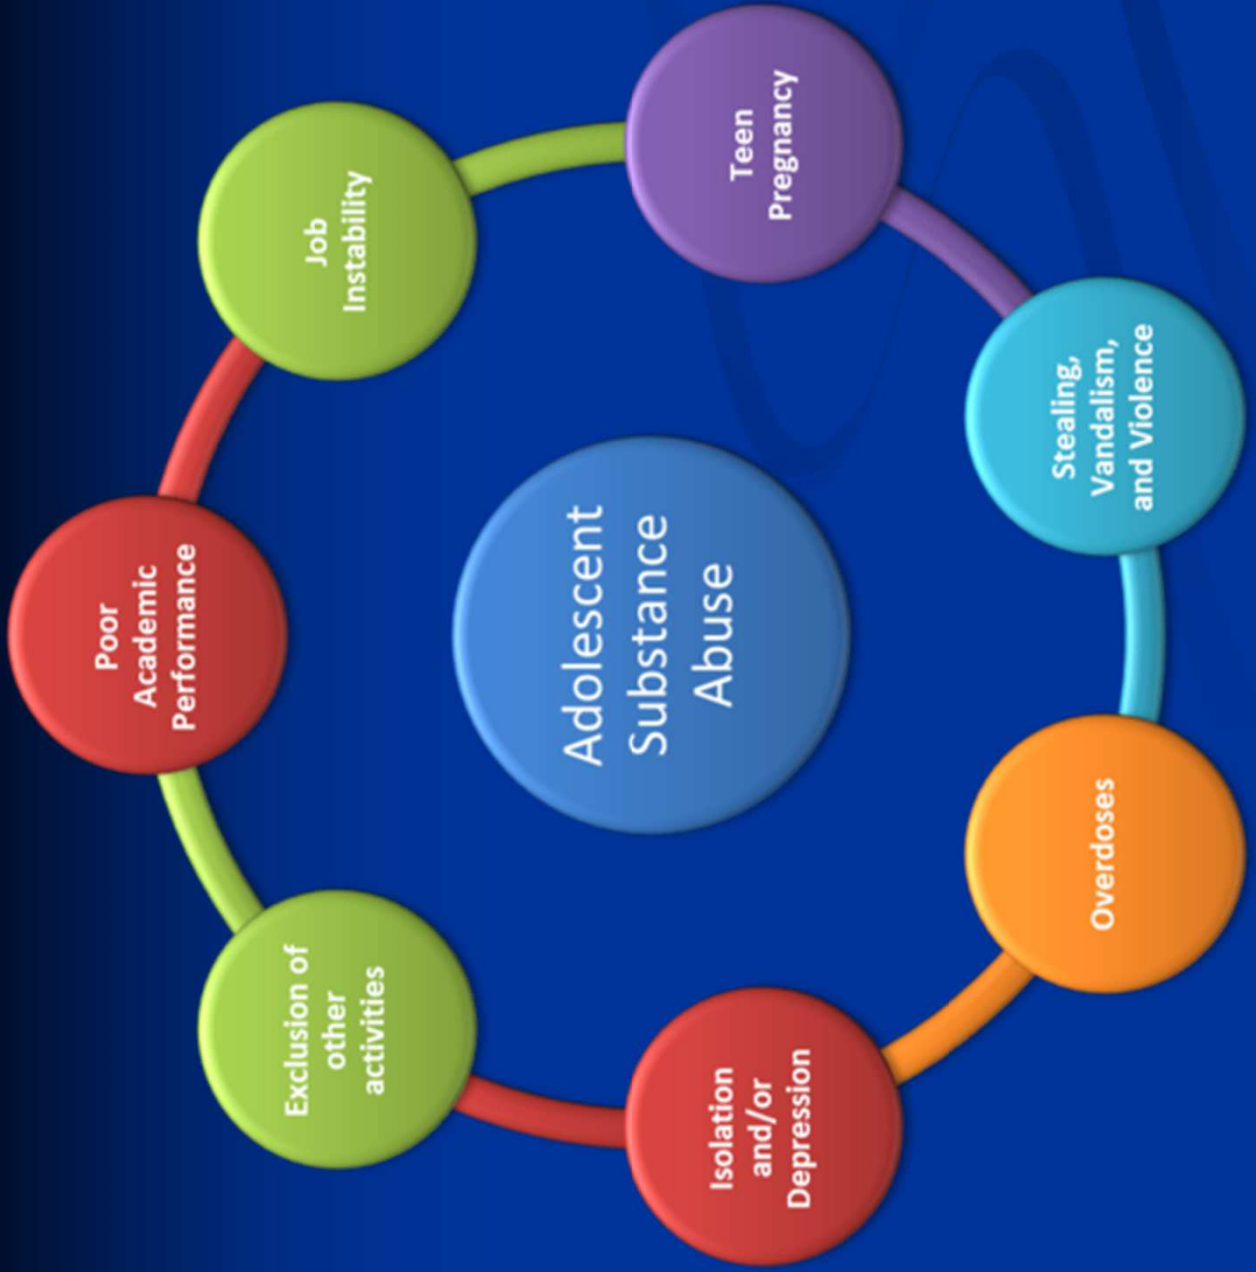 Adolescent
Substance
Abuse
Poor
Academic
Performance
Job
Instability
Teen
Pregnancy
Stealing,
Vandalism,
and Violence
Overdoses
Isolation
and/or
Depression
Exclusion of
other
activities